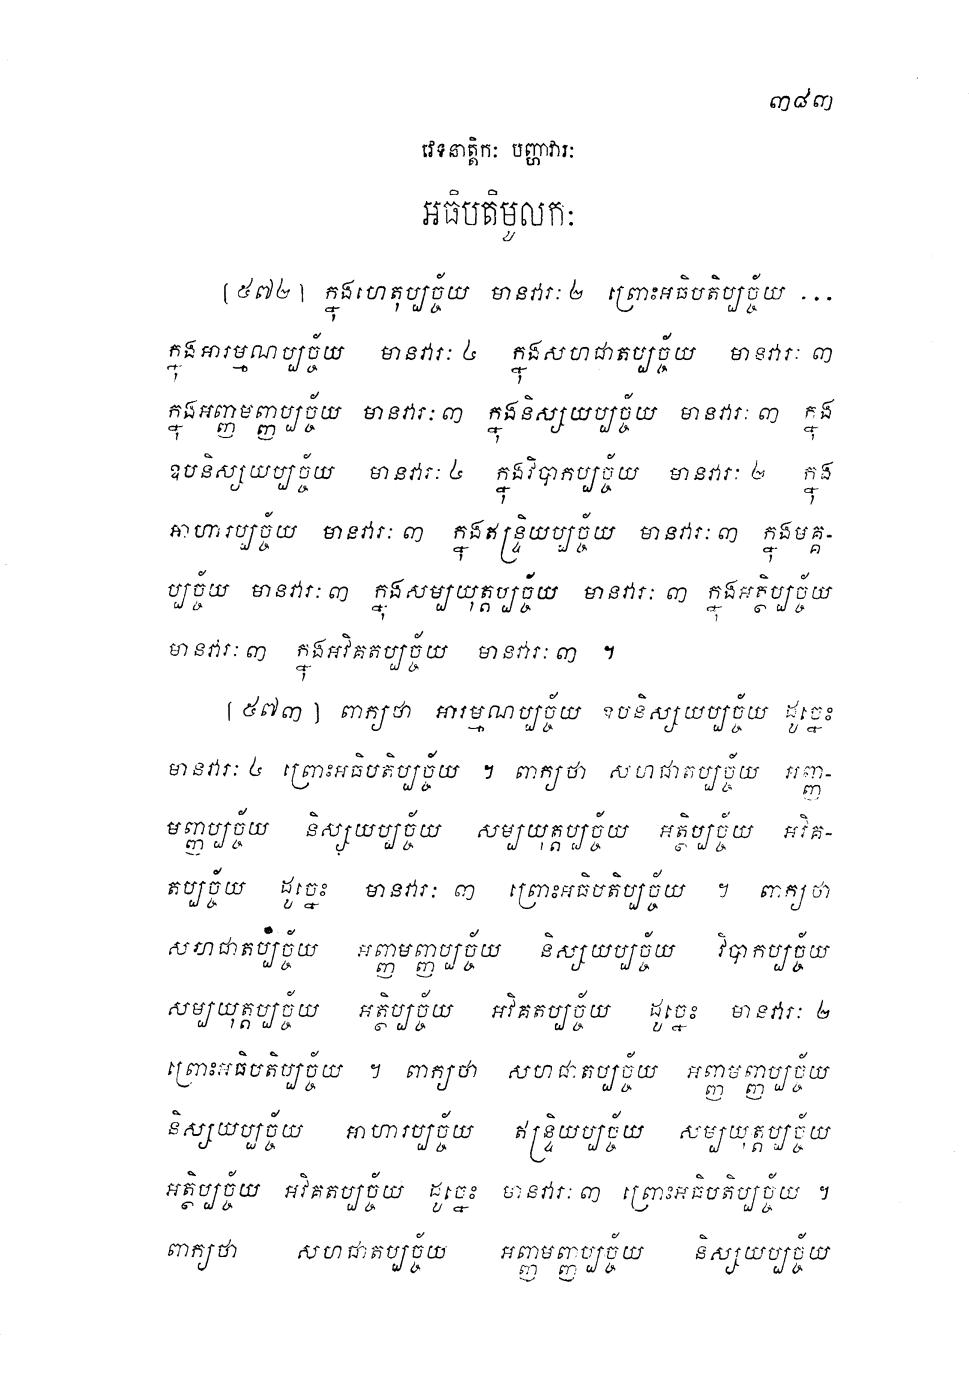 ៣៨៣
វេទនាត្តិកៈ បញ្ហាវារៈ
អធិបតិមូលកៈ
[៥៧២] ក្នុងហេតុប្បច្ច័យ មានវារៈ ២ ព្រោះអធិបតិប្បច្ច័យ ...
ក្នុងអារម្មណប្បច្ច័យ មានវារៈ ៤ ក្នុងសហជាតប្បច្ច័យ មានវារៈ ៣
ក្នុងអញ្ញមញ្ញប្បច្ច័យ មានវារៈ ៣ ក្នុងនិស្សយប្បច្ច័យ មានវារៈ ៣ ក្នុង
ឧបនិស្សយប្បច្ច័យ មានវារៈ ៤ ក្នុងវិបាកប្បច្ច័យ មានវារៈ ២ ក្នុង
អាហារប្បច្ច័យ មានវារៈ ៣ ក្នុងឥន្ទ្រិយប្បច្ច័យ មានវារៈ ៣ ក្នុងមគ្គ-
ប្បច្ច័យ មានវារៈ ៣ ក្នុងសម្បយុត្តប្បច្ច័យ មានវារៈ ៣ ក្នុងអត្ថិប្បច្ច័យ
មានវារៈ ៣ ក្នុងអវិគតប្បច្ច័យ មានវារៈ ៣ ។
[៥៧៣] ពាក្យថា អារម្មណប្បច្ច័យ ឧបនិស្សយប្បច្ច័យ ដូច្នេះ
មានវារៈ ៤ ព្រោះអធិបតិប្បច្ច័យ ។ ពាក្យថា សហជាតប្បច្ច័យ អញ្ញ-
មញ្ញប្បច្ច័យ និស្សយប្បច្ច័យ សម្បយុត្តប្បច្ច័យ អត្ថិប្បច្ច័យ អវិគ-
តប្បច្ច័យ ដូច្នេះ មានវារៈ ៣ ព្រោះអធិបតិប្បច្ច័យ ។ ពាក្យថា
សហជាតប្បច្ច័យ អញ្ញមញ្ញប្បច្ច័យ និស្សយប្បច្ច័យ វិបាកប្បច្ច័យ
សម្បយុត្តប្បច្ច័យ អត្ថិប្បច្ច័យ អវិគតប្បច្ច័យ ដូច្នេះ មានវារៈ ២
ព្រោះអធិបតិប្បច្ច័យ ។ ពាក្យថា សហជាតប្បច្ច័យ អញ្ញមញ្ញប្បច្ច័យ
និស្សយប្បច្ច័យ អាហារប្បច្ច័យ ឥន្ទ្រិយប្បច្ច័យ សម្បយុត្តប្បច្ច័យ
អត្ថិប្បច្ច័យ អវិគតប្បច្ច័យ ដូច្នេះ មានវារៈ ៣ ព្រោះអធិបតិប្បច្ច័យ ។
ពាក្យថា សហជាតប្បច្ច័យ អញ្ញមញ្ញប្បច្ច័យ និស្សយប្បច្ច័យ